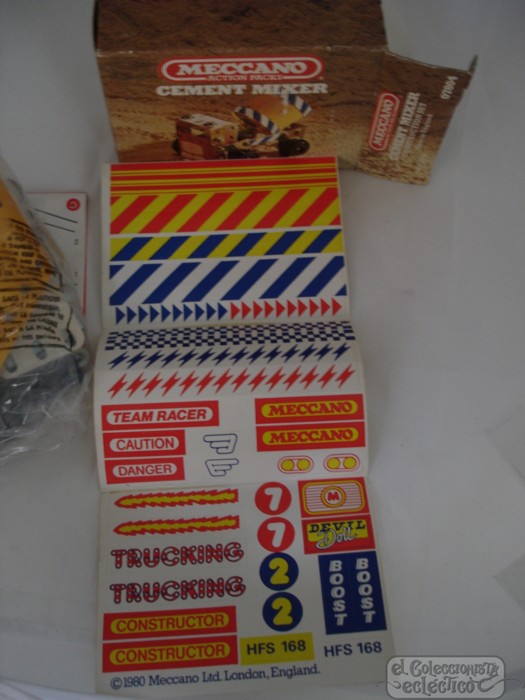 MECCANO
ACTION PACKS
CEMENT MIXER
MECCANO
CEMENT MIXER
TEAM RACER
CAUTION
DANGER
MECCANO
MECCANO
7
7
M
DEVIL
Doll
TRUCKING
TRUCKING
2
2
BOOST
BOOST
CONSTRUCTOR
CONSTRUCTOR
HFS 168
HFS 168
©1980 Meccano Ltd. London, England.
el Coleccionista
ecléctico